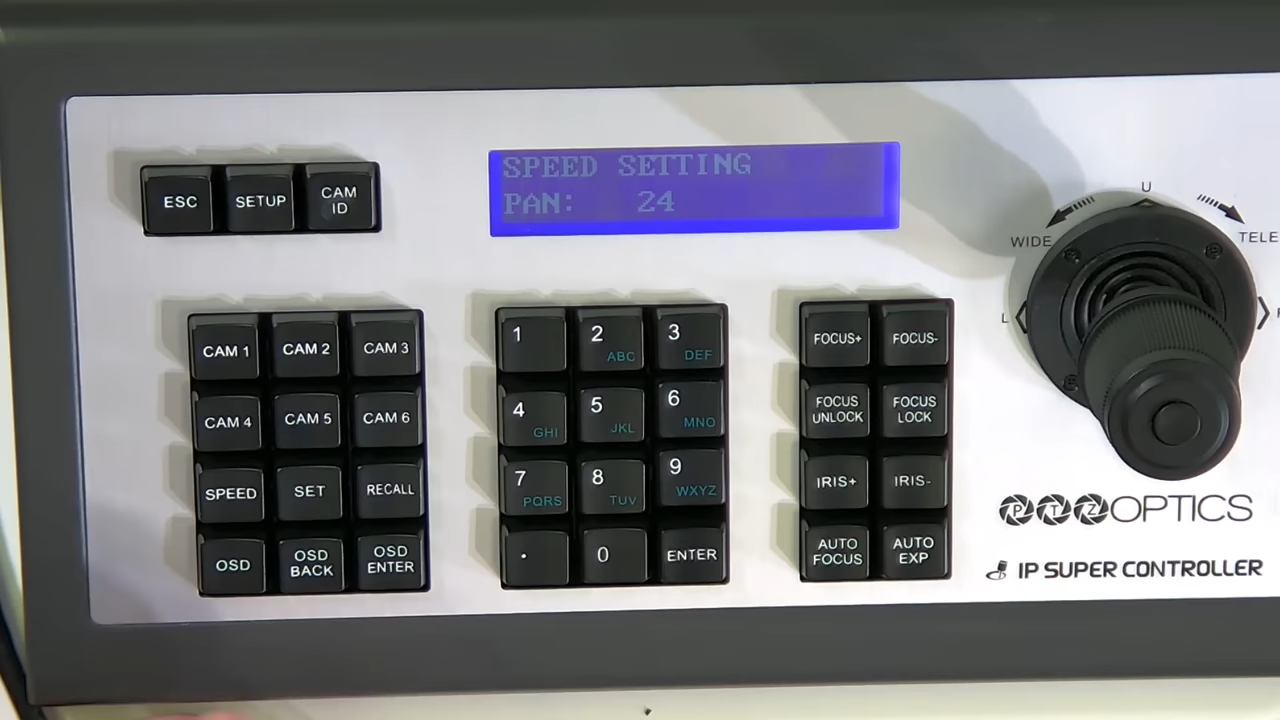 ESC
SETUP
CAM
ID
SPEED SETTING
PAN: 24
U
WIDE
TELE
L
CAM 1
CAM 2
CAM 3
CAM 4
CAM 5
CAM 6
SPEED
SET
RECALL
OSD
OSD
BACK
OSD
ENTER
1
2
ABC
3
DEF
4
GHI
5
JKL
6
MNO
7
PQRS
8
TUV
9
WXYZ
.
0
ENTER
FOCUS+
FOCUS-
FOCUS
UNLOCK
FOCUS
LOCK
IRIS+
IRIS-
AUTO
FOCUS
AUTO
EXP
PTZOPTICS
IP SUPER CONTROLLER